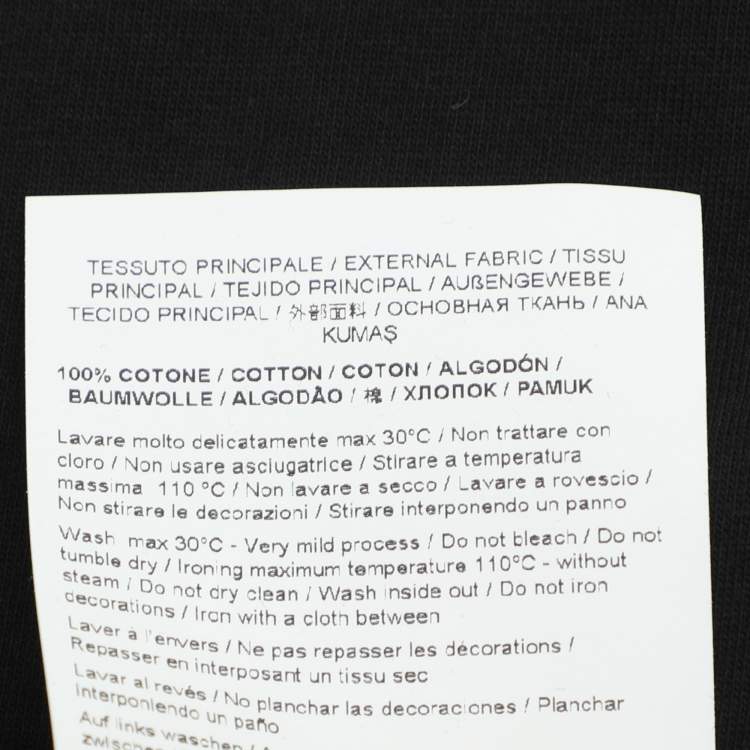 TESSUTO PRINCIPALE / EXTERNAL FABRIC / TISSU
PRINCIPAL / TEJIDO PRINCIPAL / AUßENGEWEBE /
TECIDO PRINCIPAL / 外部面料 / ОСНОВНАЯ ТКАНЬ / ANA
KUMAŞ
100% COTONE / COTTON / COTON / ALGODÓN /
BAUMWOLLE / ALGODÃO / 棉 / ХЛОПОК / PAMUK
Lavare molto delicatamente max 30°C / Non trattare con
cloro / Non usare asciugatrice / Stirare a temperatura
massima 110 °C / Non lavare a secco / Lavare a rovescio /
Non stirare le decorazioni / Stirare interponendo un panno
Wash max 30°C - Very mild process / Do not bleach / Do not
tumble dry / Ironing maximum temperature 110°C - without
steam / Do not dry clean / Wash inside out / Do not iron
decorations / Iron with a cloth between
Laver à l'envers / Ne pas repasser les décorations /
Repasser en interposant un tissu sec
Lavar al revés / No planchar las decoraciones / Planchar
interponiendo un paño
Auf links waschen /